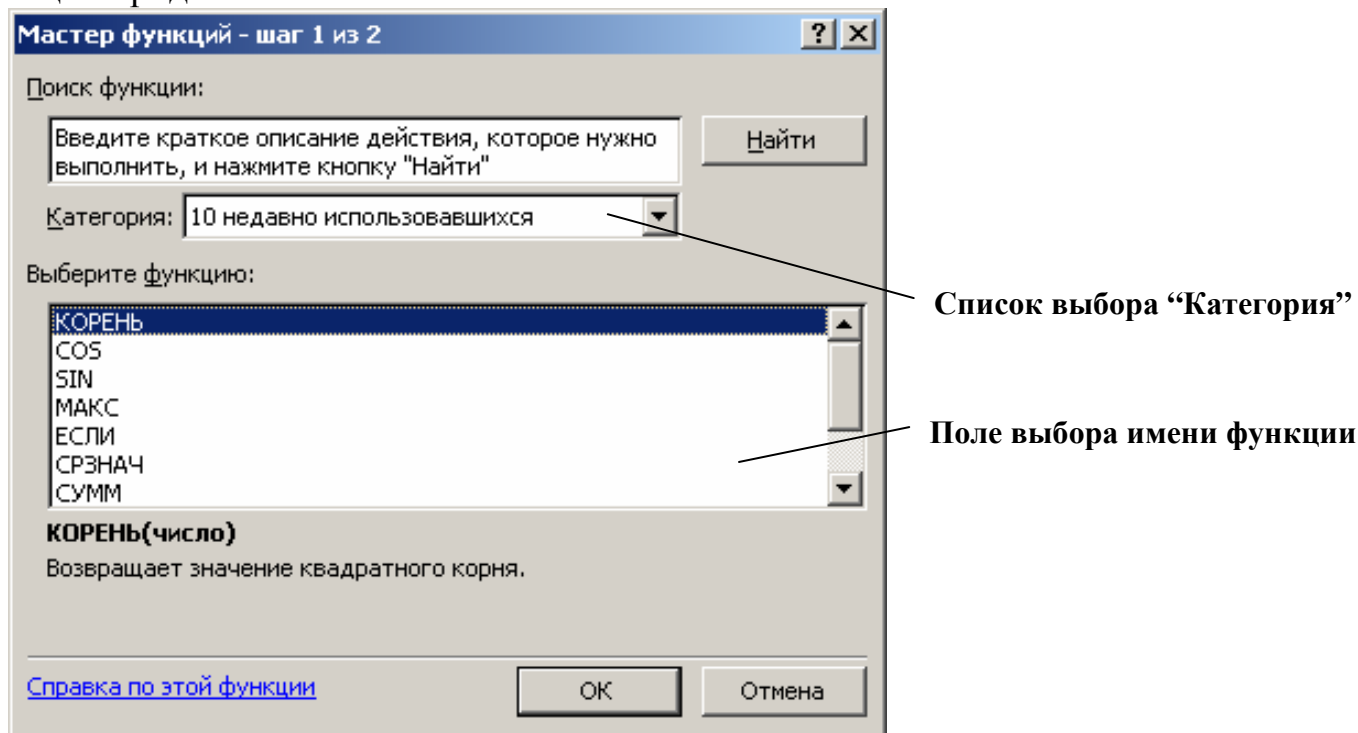 Мастер функций - шаг 1 из 2
Поиск функции:
Введите краткое описание действия, которое нужно
выполнить, и нажмите кнопку "Найти"
Найти
Категория: 10 недавно использовавшихся
Выберите функцию:
Список выбора “Категория”
КОРЕНЬ
COS
SIN
МАКС
ЕСЛИ
СРЗНАЧ
СУММ
Поле выбора имени функции
КОРЕНЬ(число)
Возвращает значение квадратного корня.
Справка по этой функции
ОК
Отмена